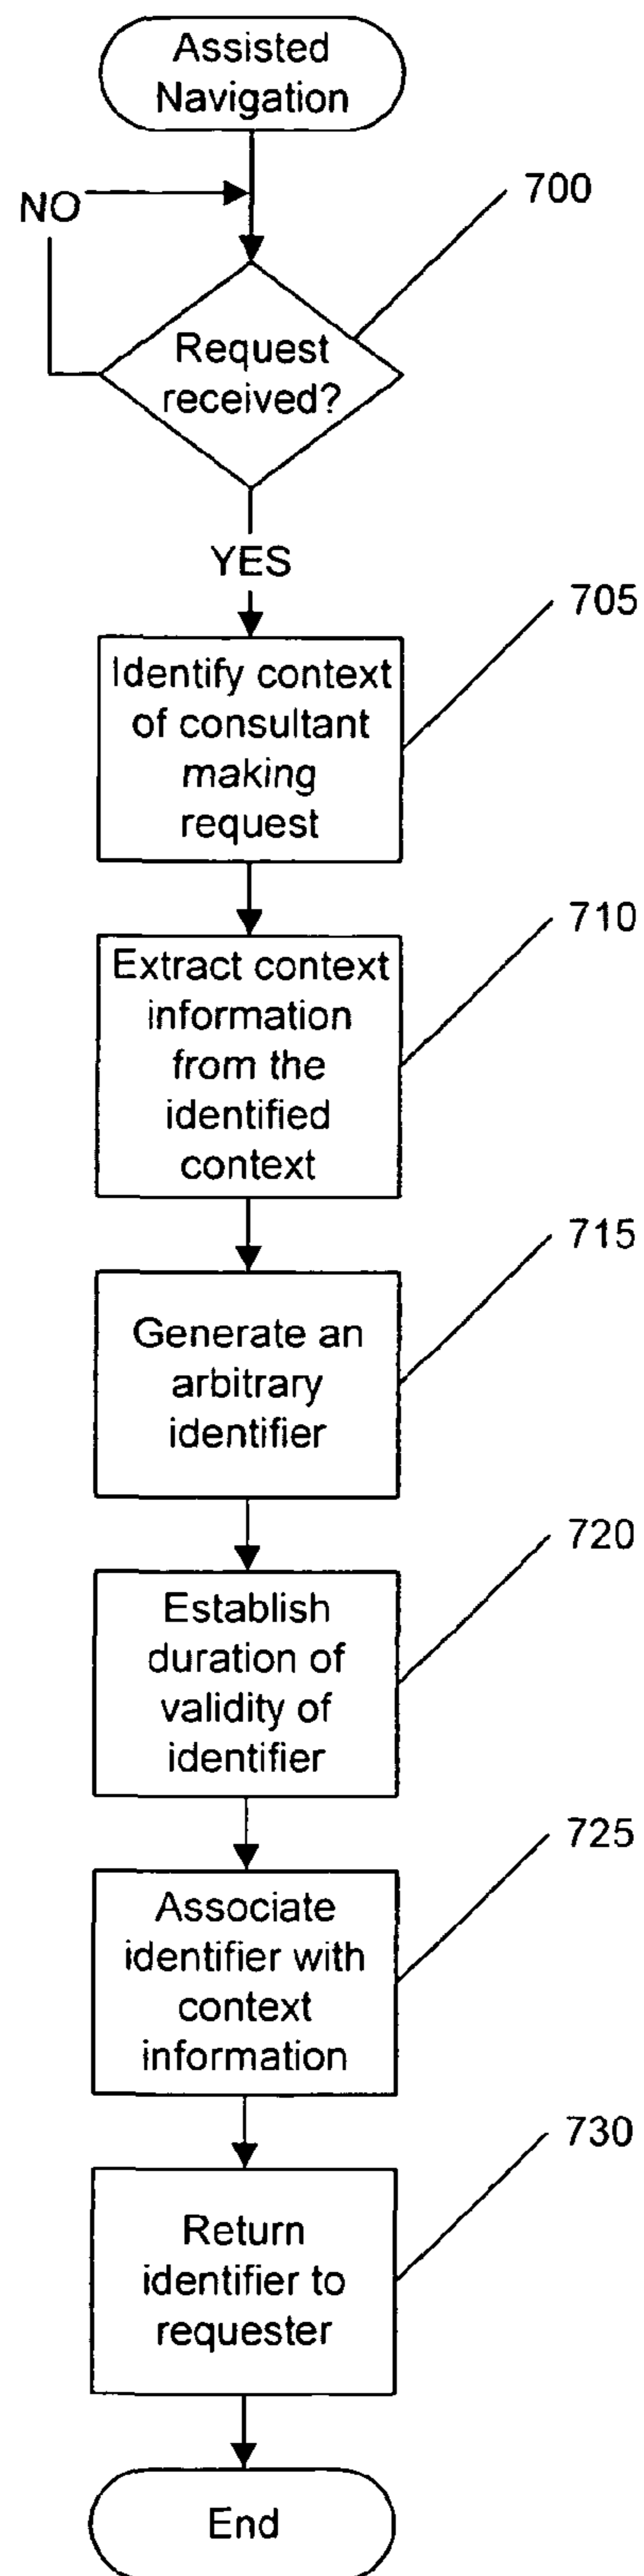 Assisted
Navigation
NO
700
Request
received?
YES
705
Identify context
of consultant
making
request
710
Extract context
information
from the
identified
context
715
Generate an
arbitrary
identifier
720
Establish
duration of
validity of
identifier
725
Associate
identifier with
context
information
730
Return
identifier to
requester
End